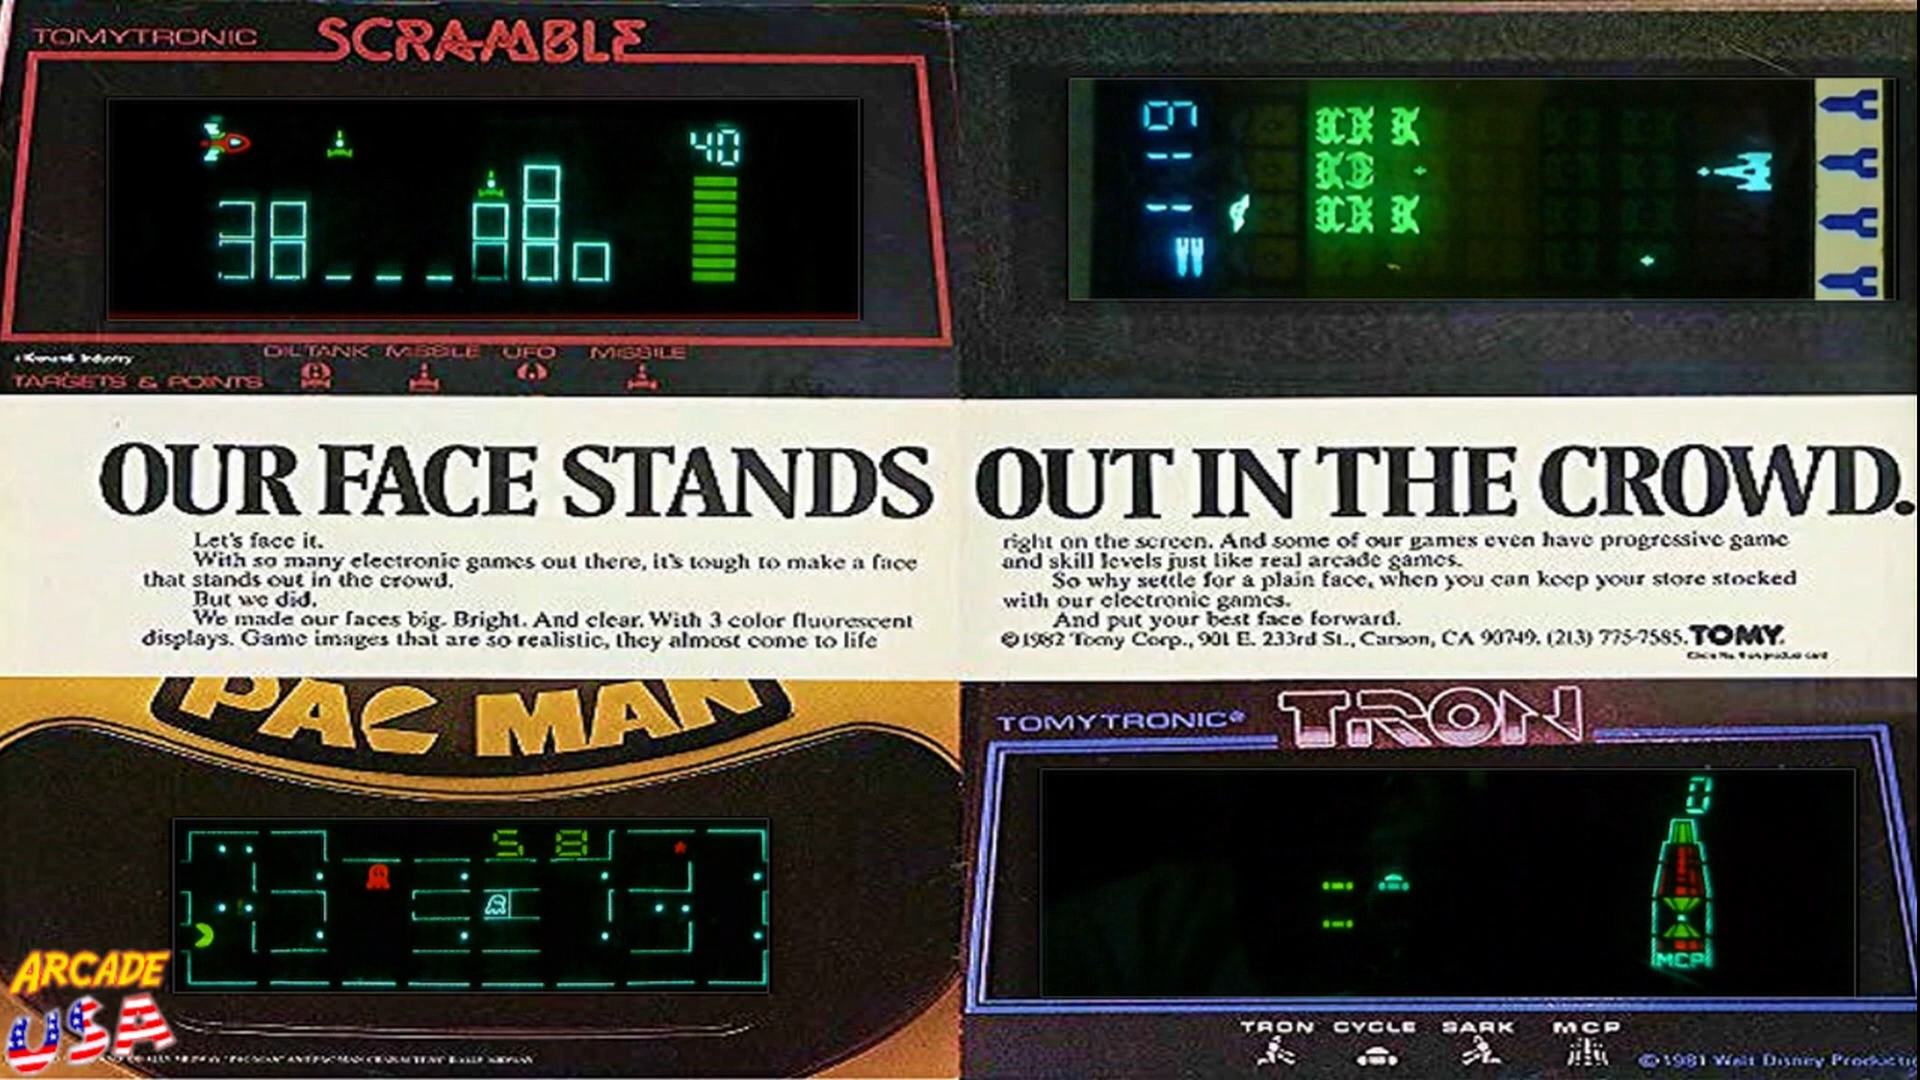 TOMYTRONIC SCRAMBLE
40
© Konami Industry
OIL TANK MISSILE UFO MISSILE
TARGETS & POINTS
OUR FACE STANDS OUT IN THE CROWD.
Let's face it.
With so many electronic games out there, it's tough to make a face
that stands out in the crowd.
But we did.
We made our faces big. Bright. And clear. With 3 color fluorescent
displays. Game images that are so realistic, they almost come to life
right on the screen. And some of our games even have progressive game
and skill levels just like real arcade games.
So why settle for a plain face, when you can keep your store stocked
with our electronic games.
And put your best face forward.
©1982 Tomy Corp., 901 E. 233rd St., Carson, CA 90749. (213) 775-7585. TOMY.
PAC MAN
5 8
ARCADE
USA
TOMYTRONIC® TRON
0
MCP
TRON CYCLE SARK MCP
©1981 Walt Disney Producti